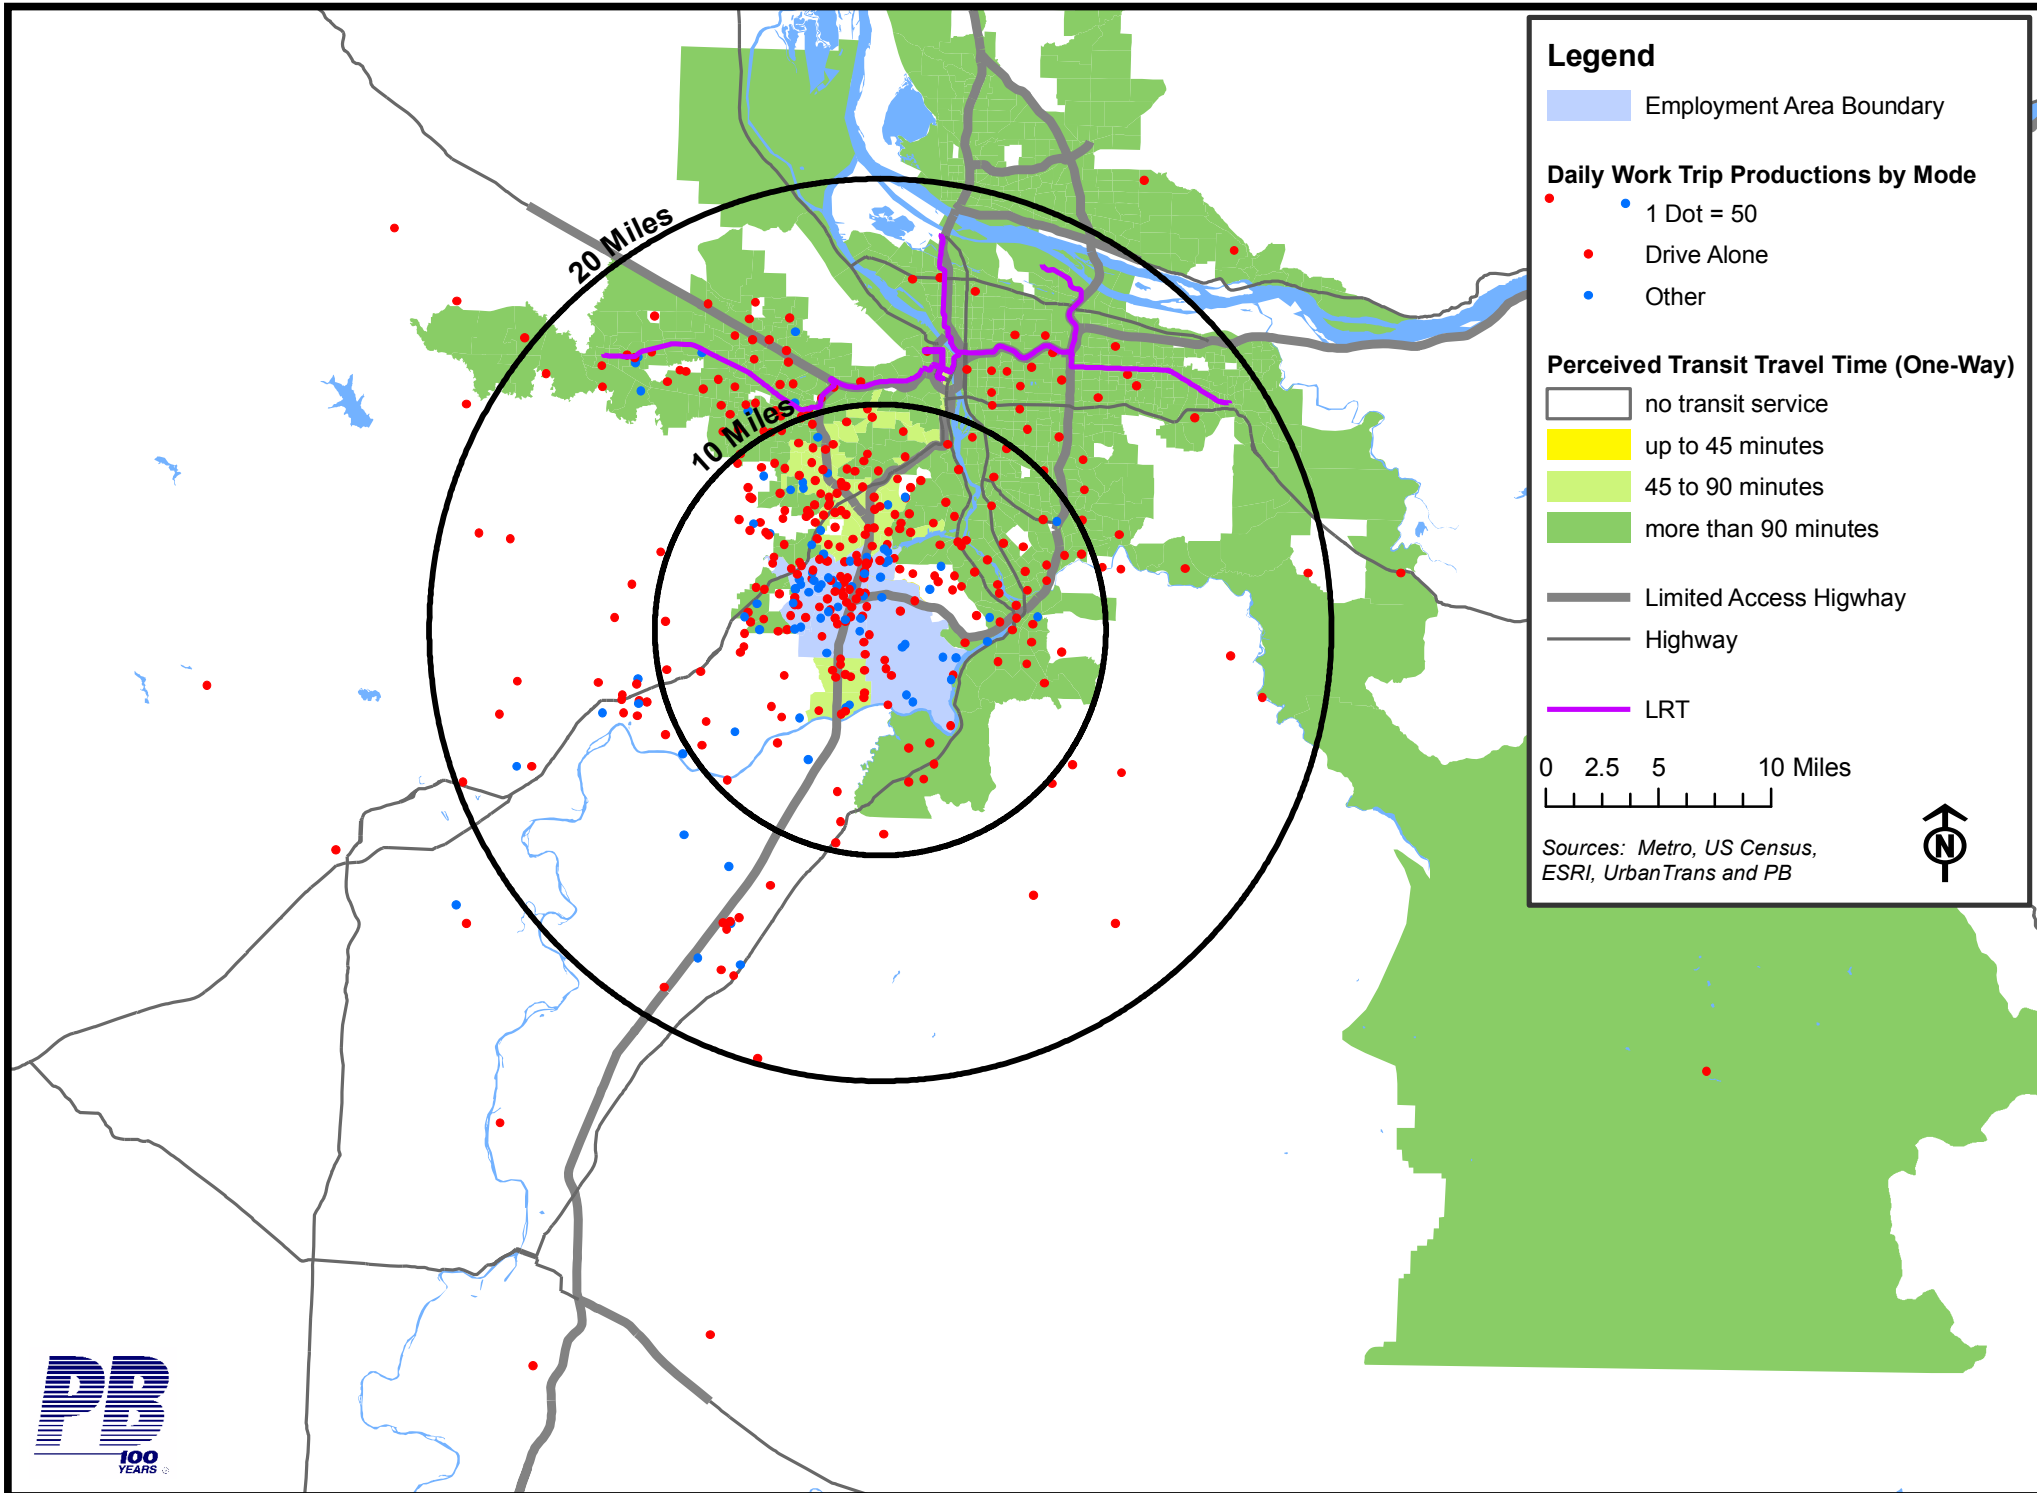 20 Miles
10 Miles
Legend
Employment Area Boundary
Daily Work Trip Productions by Mode
1 Dot = 50
Drive Alone
Other
Perceived Transit Travel Time (One-Way)
no transit service
up to 45 minutes
45 to 90 minutes
more than 90 minutes
Limited Access Higwhay
Highway
LRT
0 2.5 5 10 Miles
Sources: Metro, US Census,
ESRI, UrbanTrans and PB
N
PB
100
YEARS